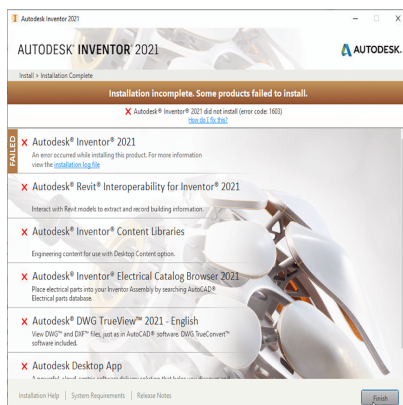 Autodesk Inventor 2021
AUTODESK® INVENTOR® 2021
AUTODESK.
Install > Installation Complete
Installation incomplete. Some products failed to install.
Autodesk® Inventor® 2021 did not install (error code: 1603)
How do I fix this?
FAILED
Autodesk® Inventor® 2021
An error occurred while installing this product. For more information
view the installation log file
Autodesk® Revit® Interoperability for Inventor® 2021
Interact with Revit models to extract and record building information.
Autodesk® Inventor® Content Libraries
Engineering content for use with Desktop Content option.
Autodesk® Inventor® Electrical Catalog Browser 2021
Place electrical parts into your Inventor Assembly by searching AutoCAD®
Electrical parts database.
Autodesk® DWG TrueView™ 2021 - English
View DWG™ and DXF™ files, just as in AutoCAD® software. DWG TrueConvert™
software included.
Autodesk Desktop App
Installation Help | System Requirements | Release Notes
Finish